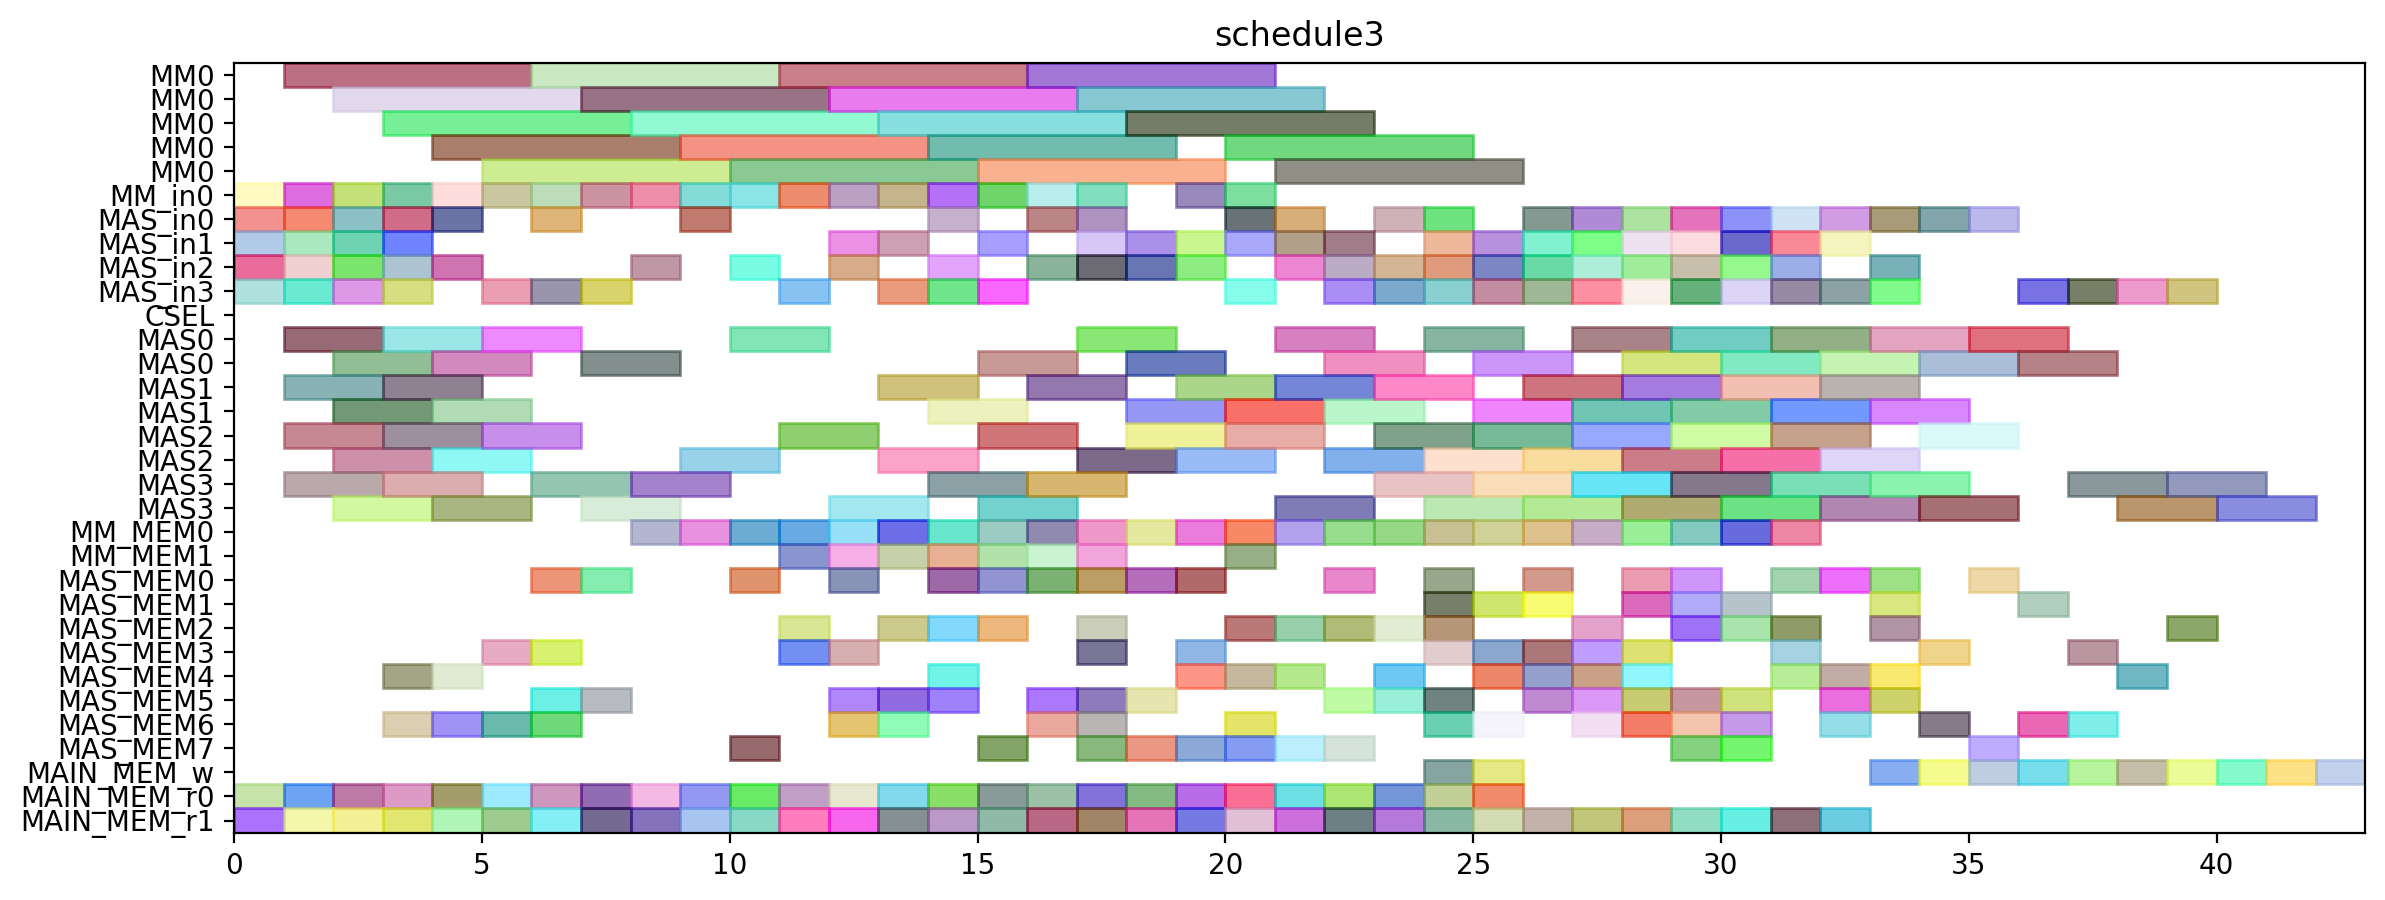 schedule3
MM0
MM0
MM0
MM0
MM0
MM_in0
MAS_in0
MAS_in1
MAS_in2
MAS_in3
CSEL
MAS0
MAS0
MAS1
MAS1
MAS2
MAS2
MAS3
MAS3
MM_MEM0
MM_MEM1
MAS_MEM0
MAS_MEM1
MAS_MEM2
MAS_MEM3
MAS_MEM4
MAS_MEM5
MAS_MEM6
MAS_MEM7
MAIN_MEM_w
MAIN_MEM_r0
MAIN_MEM_r1
0 5 10 15 20 25 30 35 40